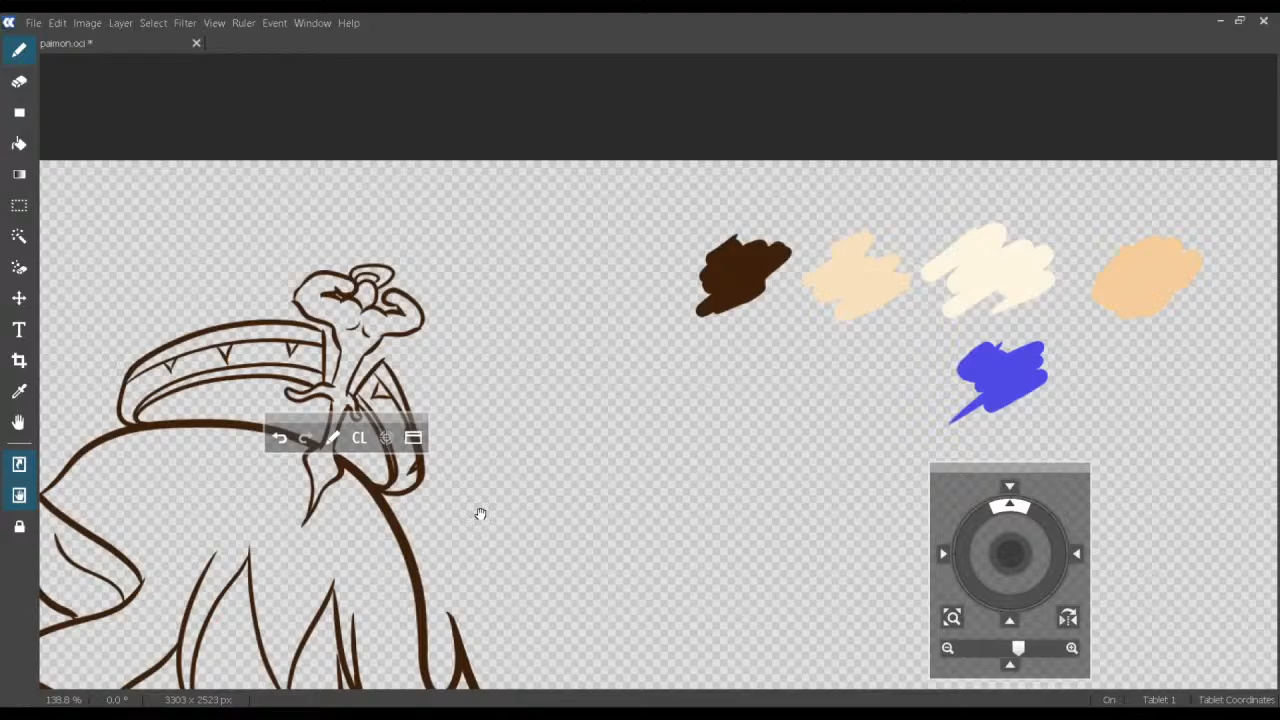 File Edit Image Layer Select Filter View Ruler Event Window Help
paimon.oci *
CL
138.8 % 0.0 ° 3303 x 2523 px On Tablet 1 Tablet Coordinates